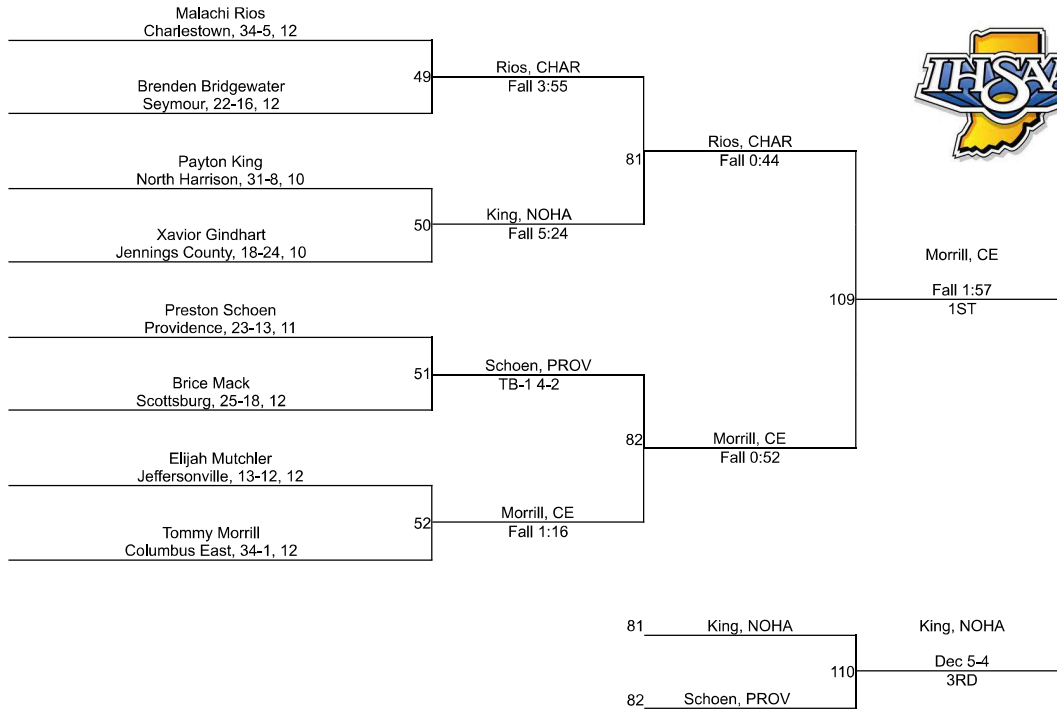 Malachi Rios
Charlestown, 34-5, 12
49
Brenden Bridgewater
Seymour, 22-16, 12
Rios, CHAR
Fall 3:55
Payton King
North Harrison, 31-8, 10
50
Xavior Gindhart
Jennings County, 18-24, 10
King, NOHA
Fall 5:24
81
Rios, CHAR
Fall 0:44
Preston Schoen
Providence, 23-13, 11
51
Brice Mack
Scottsburg, 25-18, 12
Schoen, PROV
TB-1 4-2
Elijah Mutchler
Jeffersonville, 13-12, 12
52
Tommy Morrill
Columbus East, 34-1, 12
Morrill, CE
Fall 1:16
82
Morrill, CE
Fall 0:52
109
Morrill, CE
Fall 1:57
1ST
IHSAA
81
King, NOHA
82
Schoen, PROV
110
King, NOHA
Dec 5-4
3RD